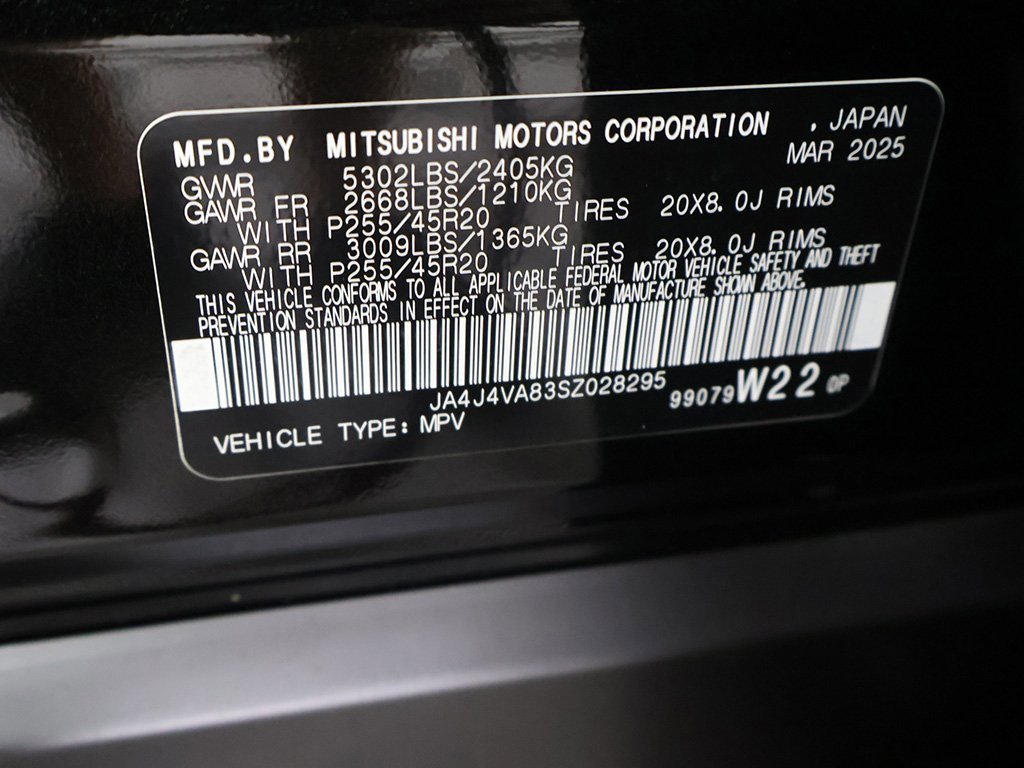 MFD.BY MITSUBISHI MOTORS CORPORATION , JAPAN
MAR 2025
GVWR 5302LBS/2405KG
GAWR FR 2668LBS/1210KG
WITH P255/45R20 TIRES 20X8.0J RIMS
GAWR RR 3009LBS/1365KG
WITH P255/45R20 TIRES 20X8.0J RIMS
THIS VEHICLE CONFORMS TO ALL APPLICABLE FEDERAL MOTOR VEHICLE SAFETY AND THEFT
PREVENTION STANDARDS IN EFFECT ON THE DATE OF MANUFACTURE SHOWN ABOVE.
JA4J4VA83SZ028295
99079W22 0P
VEHICLE TYPE: MPV